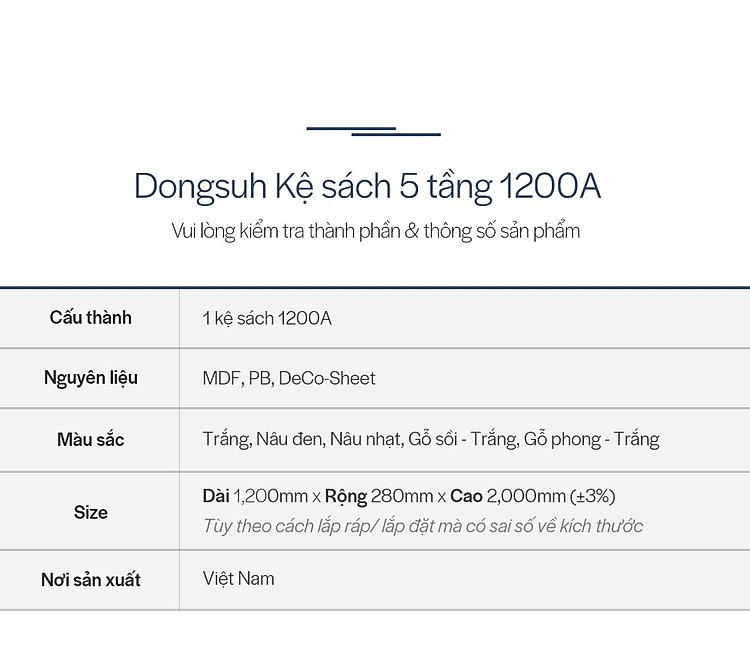 Dongsuh Kệ sách 5 tầng 1200A
Vui lòng kiểm tra thành phần & thông số sản phẩm
Cấu thành
1 kệ sách 1200A
Nguyên liệu
MDF, PB, DeCo-Sheet
Màu sắc
Trắng, Nâu đen, Nâu nhạt, Gỗ sồi - Trắng, Gỗ phong - Trắng
Size
Dài 1,200mm x Rộng 280mm x Cao 2,000mm (±3%)
Tùy theo cách lắp ráp/ lắp đặt mà có sai số về kích thước
Nơi sản xuất
Việt Nam